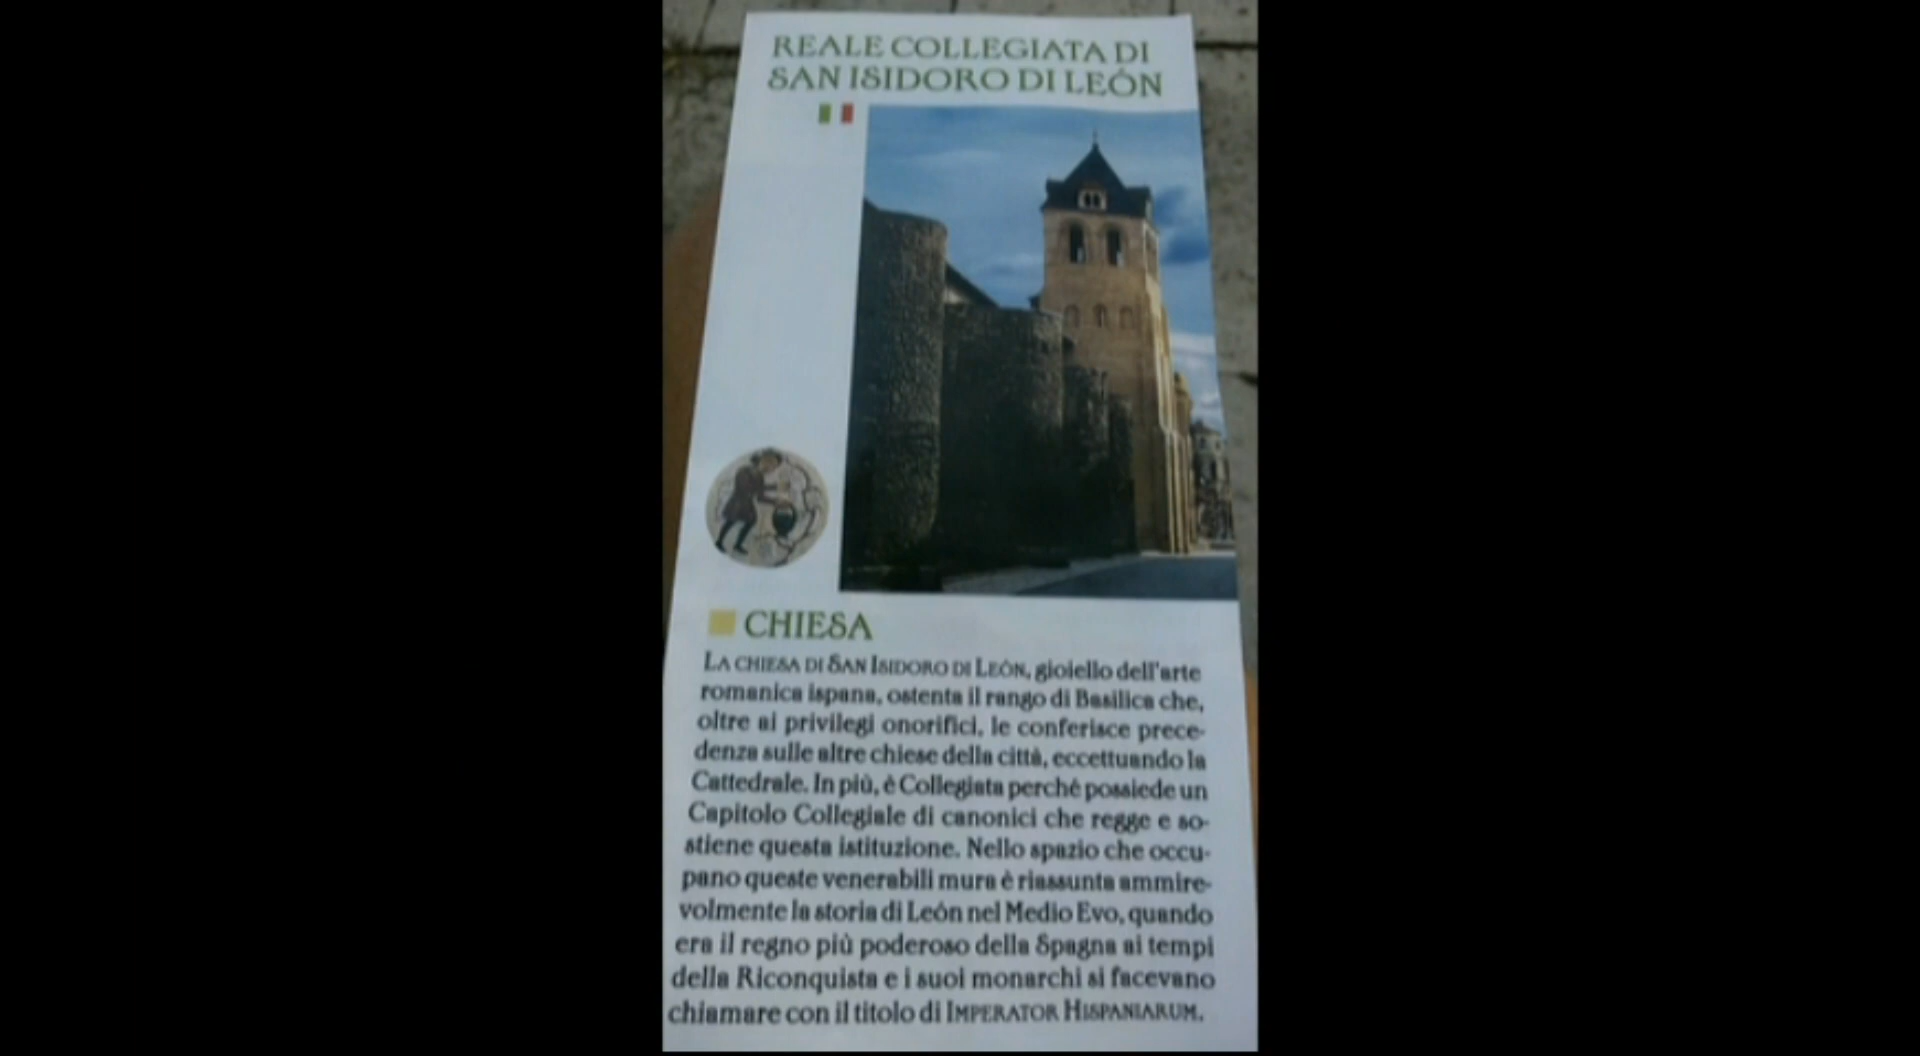 REALE COLLEGIATA DI
SAN ISIDORO DI LEÓN
CHIESA
LA CHIESA DI SAN ISIDORO DI LEÓN, gioiello dell'arte
romanica ispana, ostenta il rango di Basilica che,
oltre ai privilegi onorifici, le conferisce prece-
denza sulle altre chiese della città, eccettuando la
Cattedrale. In più, è Collegiata perché possiede un
Capitolo Collegiale di canonici che regge e so-
stiene questa istituzione. Nello spazio che occu-
pano queste venerabili mura è riassunta ammire-
volmente la storia di León nel Medio Evo, quando
era il regno più poderoso della Spagna ai tempi
della Riconquista e i suoi monarchi si facevano
chiamare con il titolo di IMPERATOR HISPANIARUM.